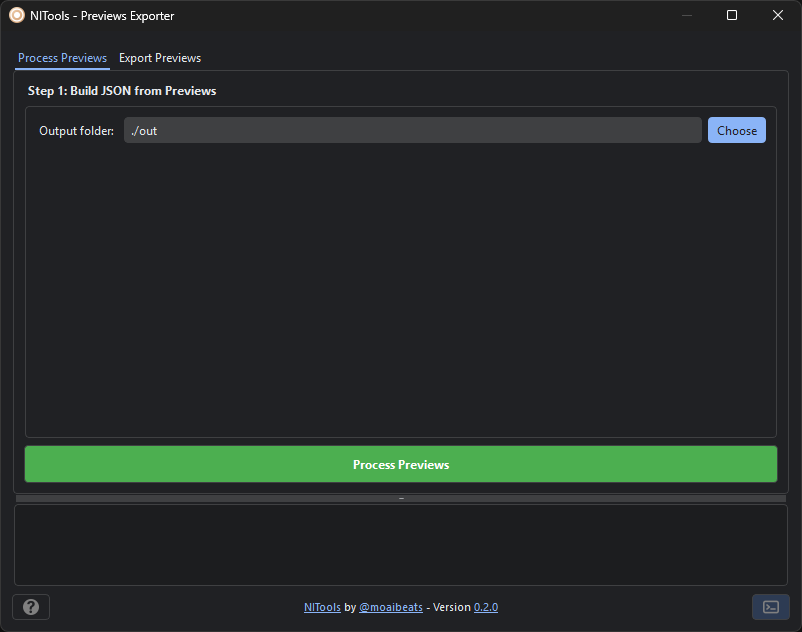 NITools - Previews Exporter
Process Previews Export Previews
Step 1: Build JSON from Previews
Output folder: ./out Choose
Process Previews
NITools by @moaibeats - Version 0.2.0